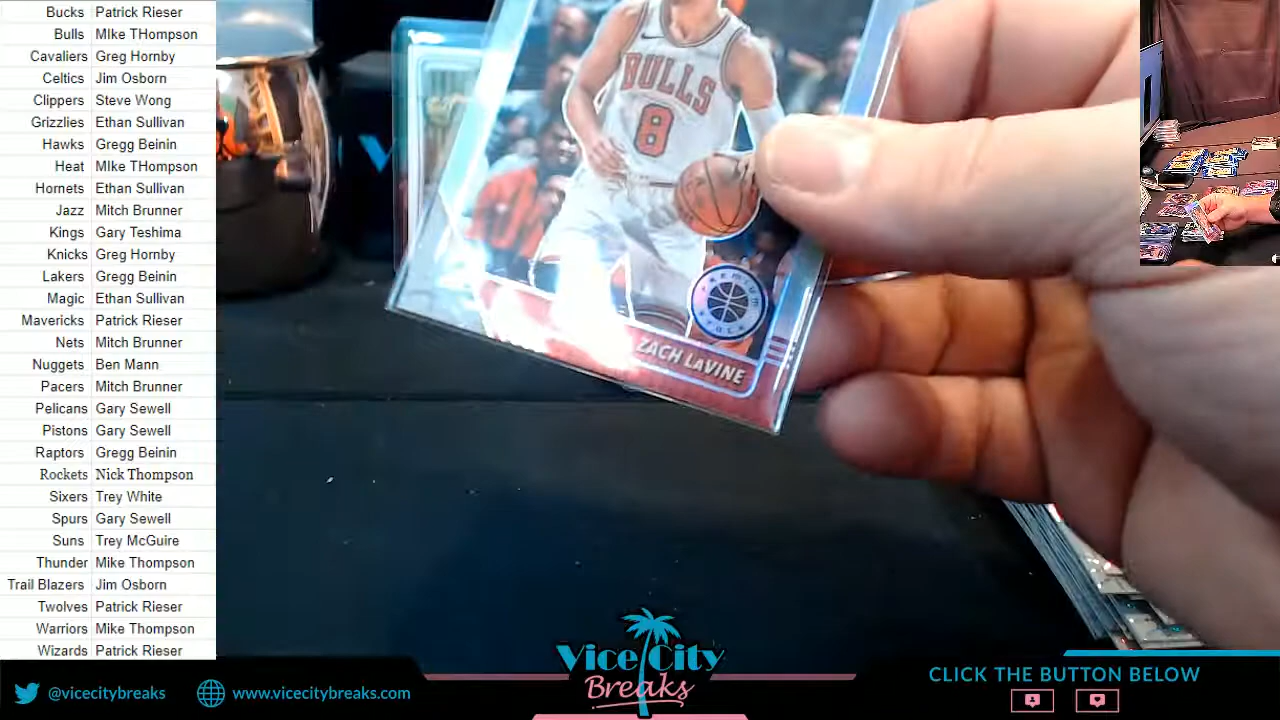 Bucks Patrick Rieser
Bulls MIke THompson
Cavaliers Greg Hornby
Celtics Jim Osborn
Clippers Steve Wong
Grizzlies Ethan Sullivan
Hawks Gregg Beinin
Heat MIke THompson
Hornets Ethan Sullivan
Jazz Mitch Brunner
Kings Gary Teshima
Knicks Greg Hornby
Lakers Gregg Beinin
Magic Ethan Sullivan
Mavericks Patrick Rieser
Nets Mitch Brunner
Nuggets Ben Mann
Pacers Mitch Brunner
Pelicans Gary Sewell
Pistons Gary Sewell
Raptors Gregg Beinin
Rockets Nick Thompson
Sixers Trey White
Spurs Gary Sewell
Suns Trey McGuire
Thunder Mike Thompson
Trail Blazers Jim Osborn
Twolves Patrick Rieser
Warriors Mike Thompson
Wizards Patrick Rieser
BULLS
8
PREMIUM
STOCK
ZACH LaVINE
@vicecitybreaks
www.vicecitybreaks.com
Vice City
Breaks
CLICK THE BUTTON BELOW